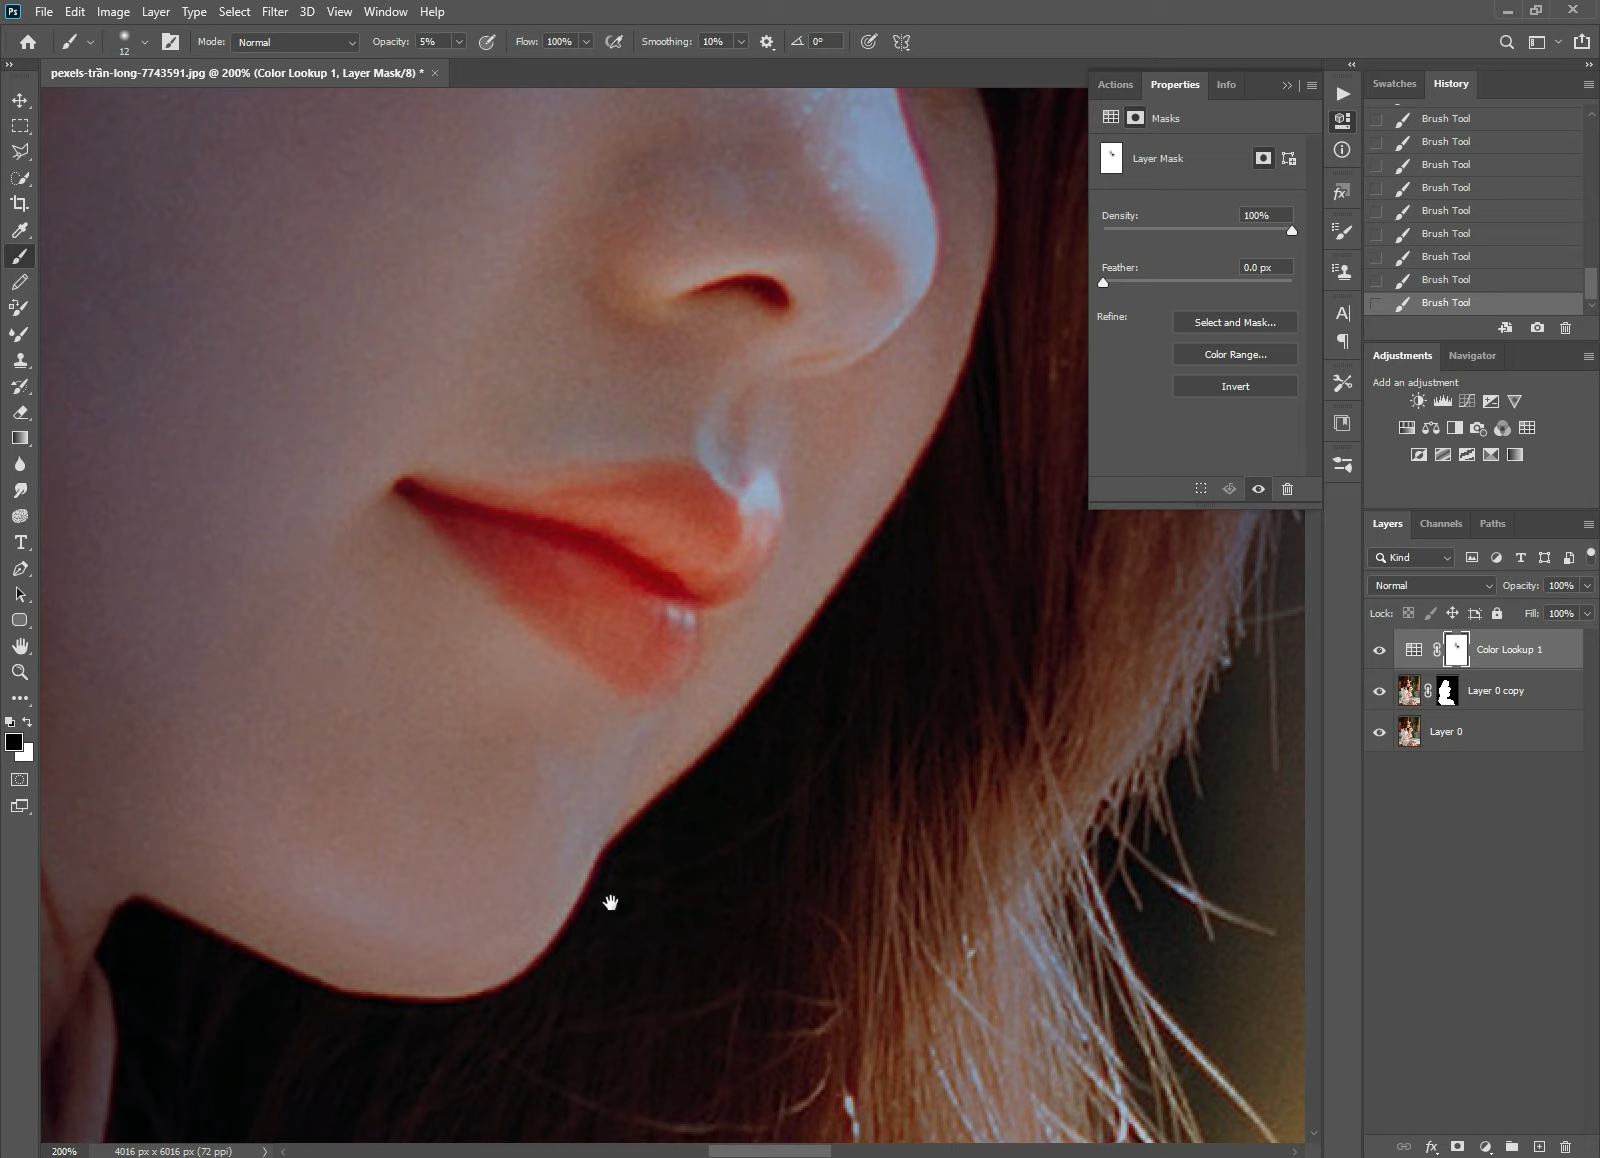 Ps File Edit Image Layer Type Select Filter 3D View Window Help
12 Mode: Normal Opacity: 5% Flow: 100% Smoothing: 10% 0°
pexels-trần-long-7743591.jpg @ 200% (Color Lookup 1, Layer Mask/8) *
Actions Properties Info
Masks
Layer Mask
Density: 100%
Feather: 0.0 px
Refine: Select and Mask...
Color Range...
Invert
Swatches History
Brush Tool
Brush Tool
Brush Tool
Brush Tool
Brush Tool
Brush Tool
Brush Tool
Brush Tool
Brush Tool
Adjustments Navigator
Add an adjustment
Layers Channels Paths
Kind
Normal Opacity: 100%
Lock: Fill: 100%
Color Lookup 1
Layer 0 copy
Layer 0
fx
200% 4016 px x 6016 px (72 ppi)